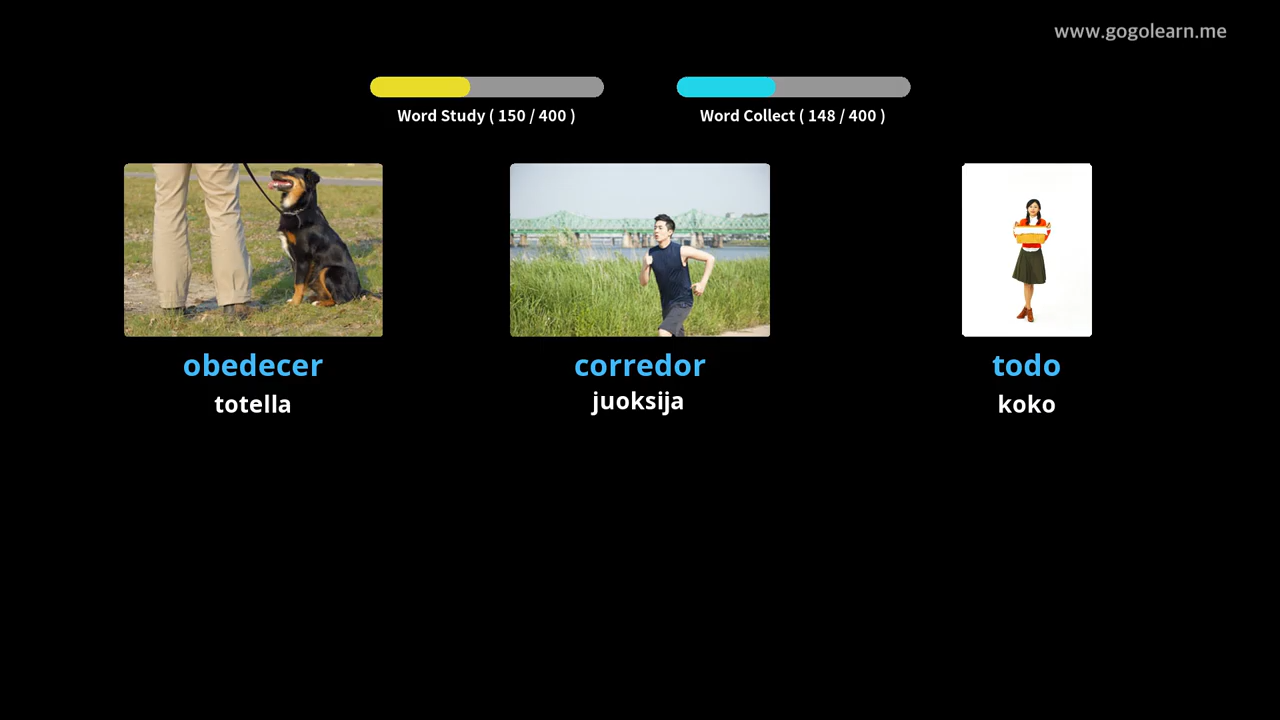 www.gogolearn.me
Word Study ( 150 / 400 )
Word Collect ( 148 / 400 )
obedecer
totella
corredor
juoksija
todo
koko